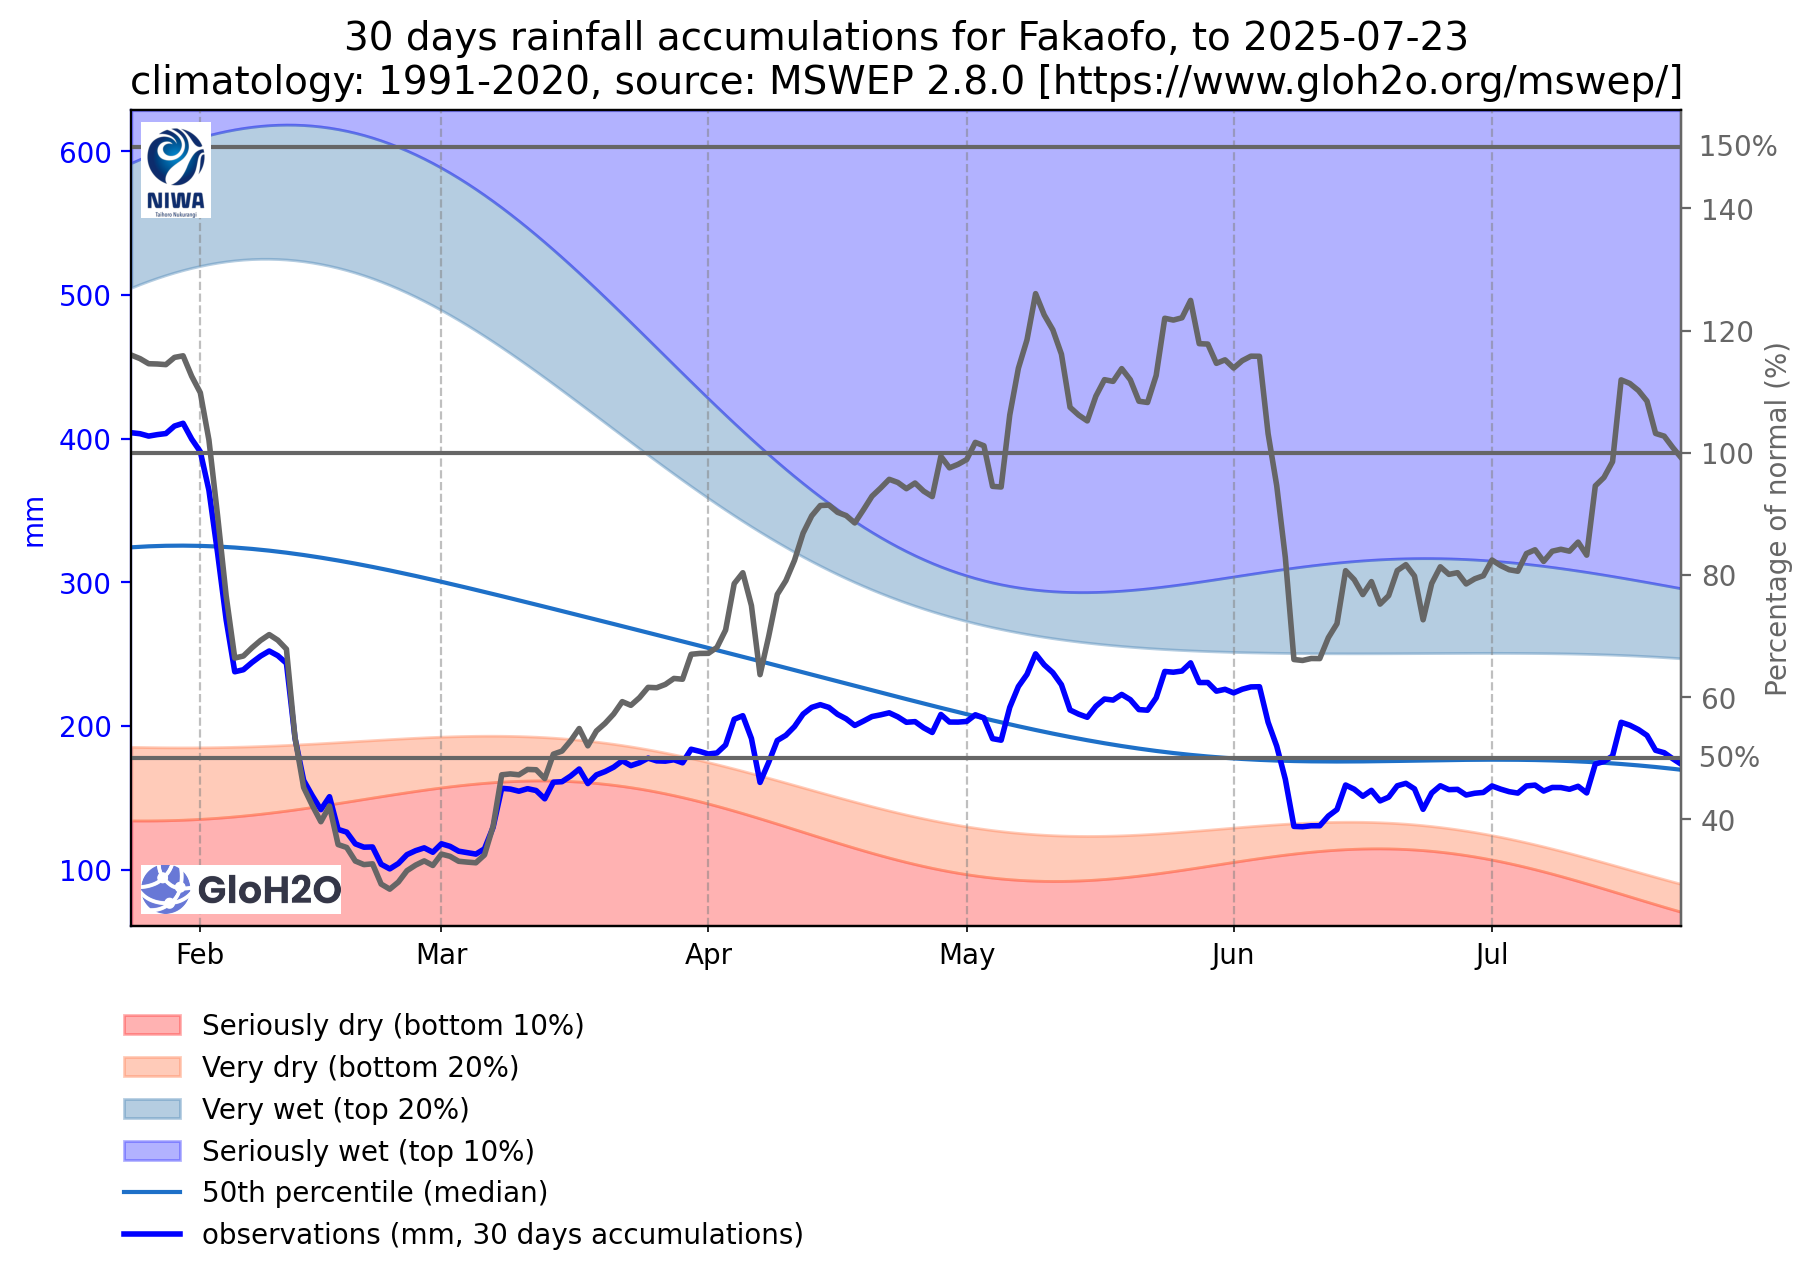 30 days rainfall accumulations for Fakaofo, to 2025-07-23
climatology: 1991-2020, source: MSWEP 2.8.0 [https://www.gloh2o.org/mswep/]
NIWA
Taihoro Nukurangi
600
500
400
300
200
100
mm
150%
140
120
100
80
60
50%
40
Percentage of normal (%)
GloH2O
Feb
Mar
Apr
May
Jun
Jul
Seriously dry (bottom 10%)
Very dry (bottom 20%)
Very wet (top 20%)
Seriously wet (top 10%)
50th percentile (median)
observations (mm, 30 days accumulations)